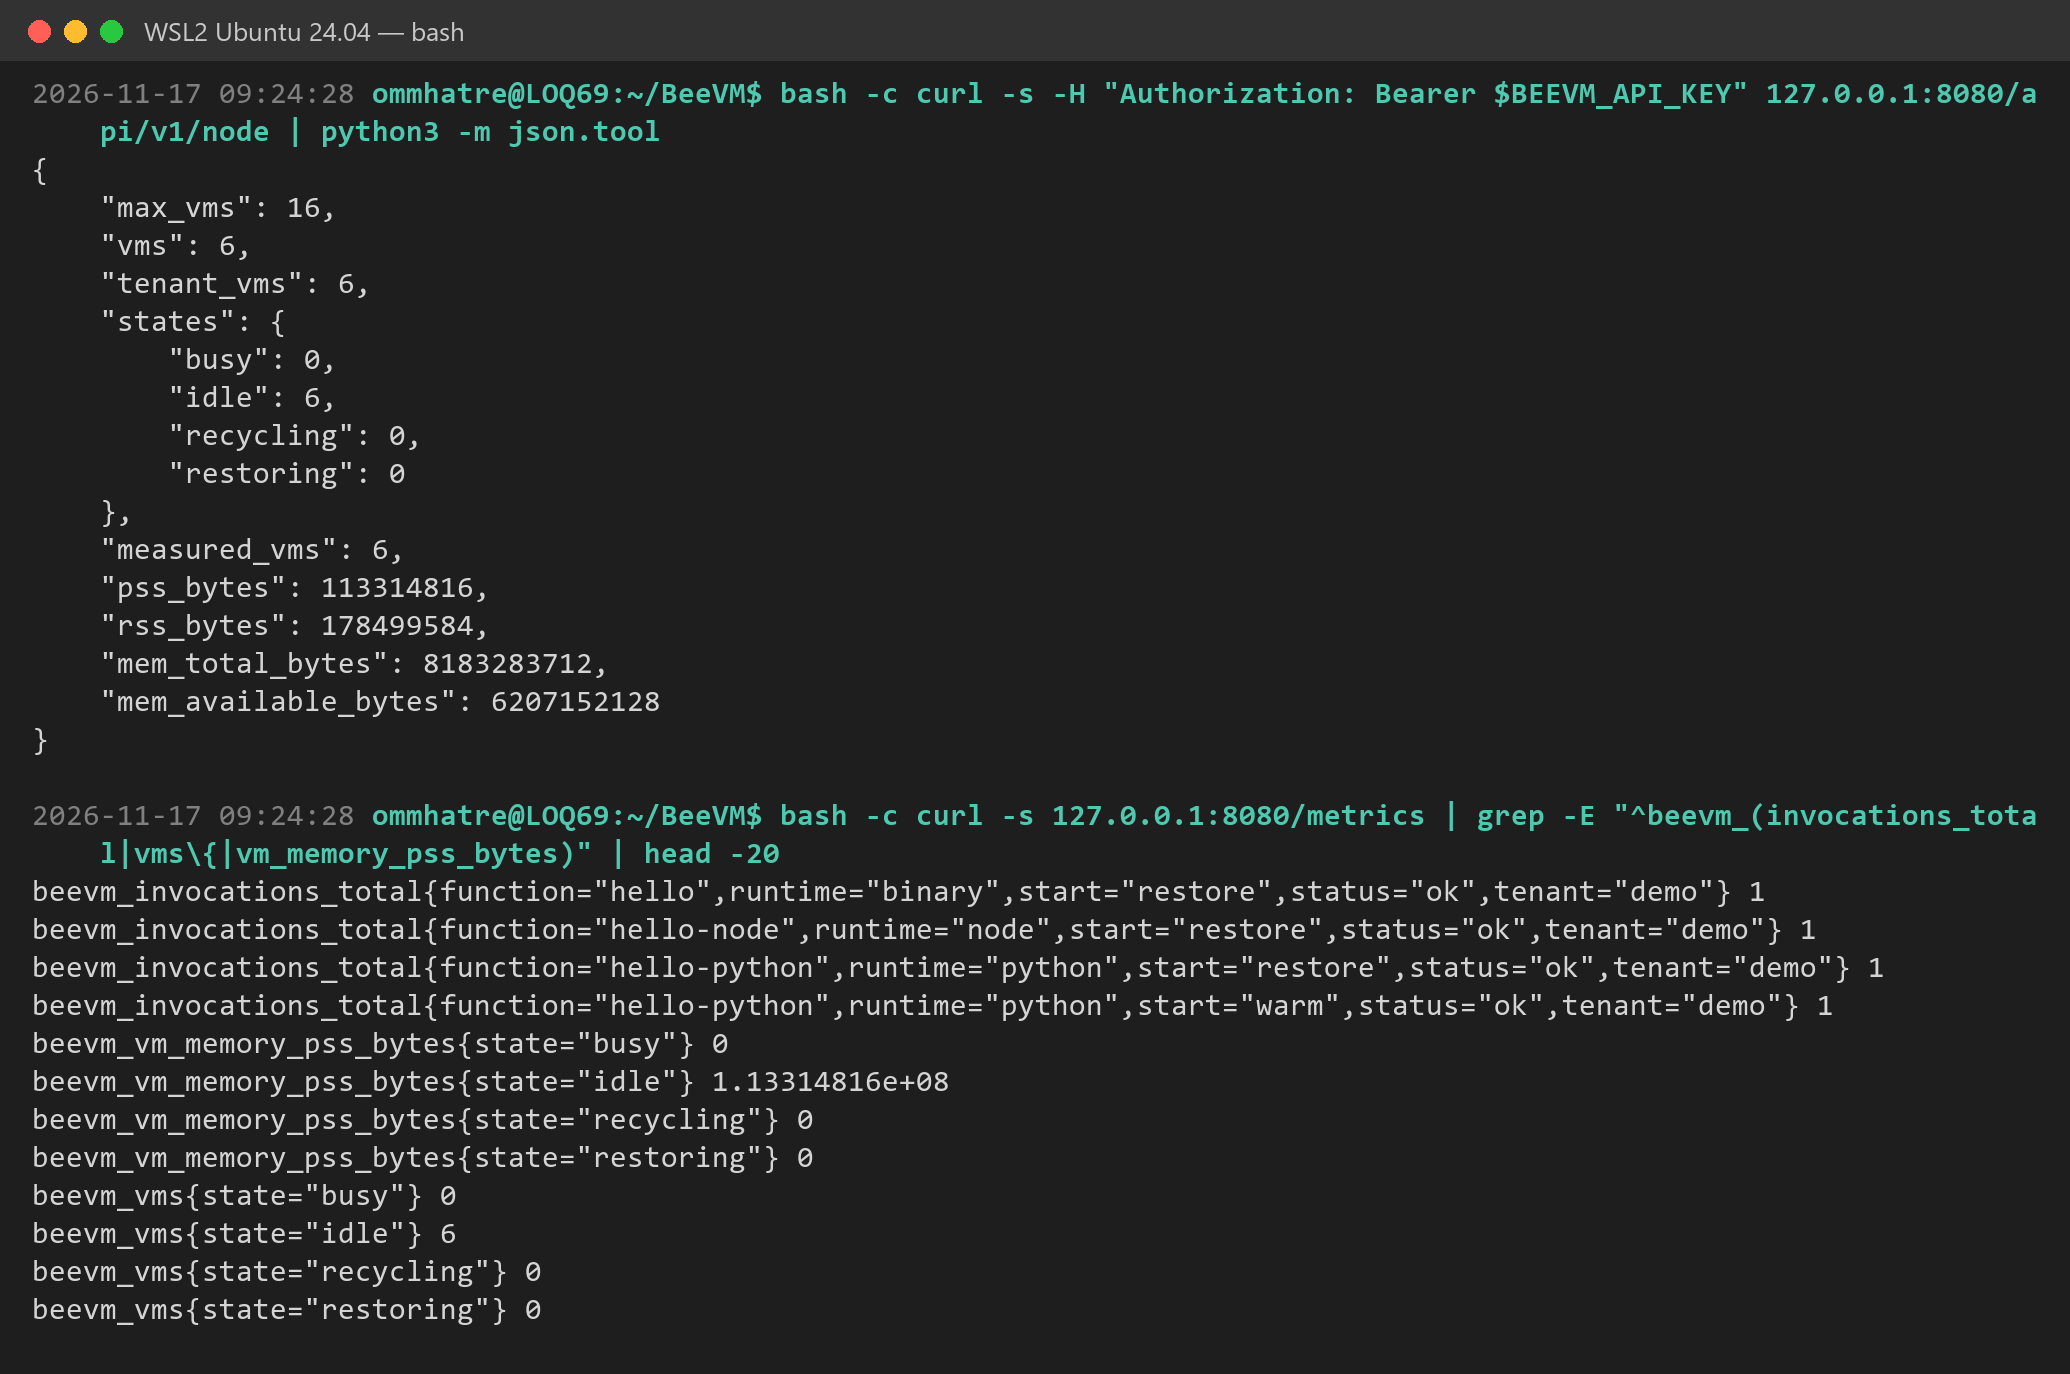 WSL2 Ubuntu 24.04 — bash
2026-11-17 09:24:28 ommhatre@LOQ69:~/BeeVM$ bash -c curl -s -H "Authorization: Bearer $BEEVM_API_KEY" 127.0.0.1:8080/a
    pi/v1/node | python3 -m json.tool
{
    "max_vms": 16,
    "vms": 6,
    "tenant_vms": 6,
    "states": {
        "busy": 0,
        "idle": 6,
        "recycling": 0,
        "restoring": 0
    },
    "measured_vms": 6,
    "pss_bytes": 113314816,
    "rss_bytes": 178499584,
    "mem_total_bytes": 8183283712,
    "mem_available_bytes": 6207152128
}
2026-11-17 09:24:28 ommhatre@LOQ69:~/BeeVM$ bash -c curl -s 127.0.0.1:8080/metrics | grep -E "^beevm_(invocations_tota
    l|vms\{|vm_memory_pss_bytes)" | head -20
beevm_invocations_total{function="hello",runtime="binary",start="restore",status="ok",tenant="demo"} 1
beevm_invocations_total{function="hello-node",runtime="node",start="restore",status="ok",tenant="demo"} 1
beevm_invocations_total{function="hello-python",runtime="python",start="restore",status="ok",tenant="demo"} 1
beevm_invocations_total{function="hello-python",runtime="python",start="warm",status="ok",tenant="demo"} 1
beevm_vm_memory_pss_bytes{state="busy"} 0
beevm_vm_memory_pss_bytes{state="idle"} 1.13314816e+08
beevm_vm_memory_pss_bytes{state="recycling"} 0
beevm_vm_memory_pss_bytes{state="restoring"} 0
beevm_vms{state="busy"} 0
beevm_vms{state="idle"} 6
beevm_vms{state="recycling"} 0
beevm_vms{state="restoring"} 0